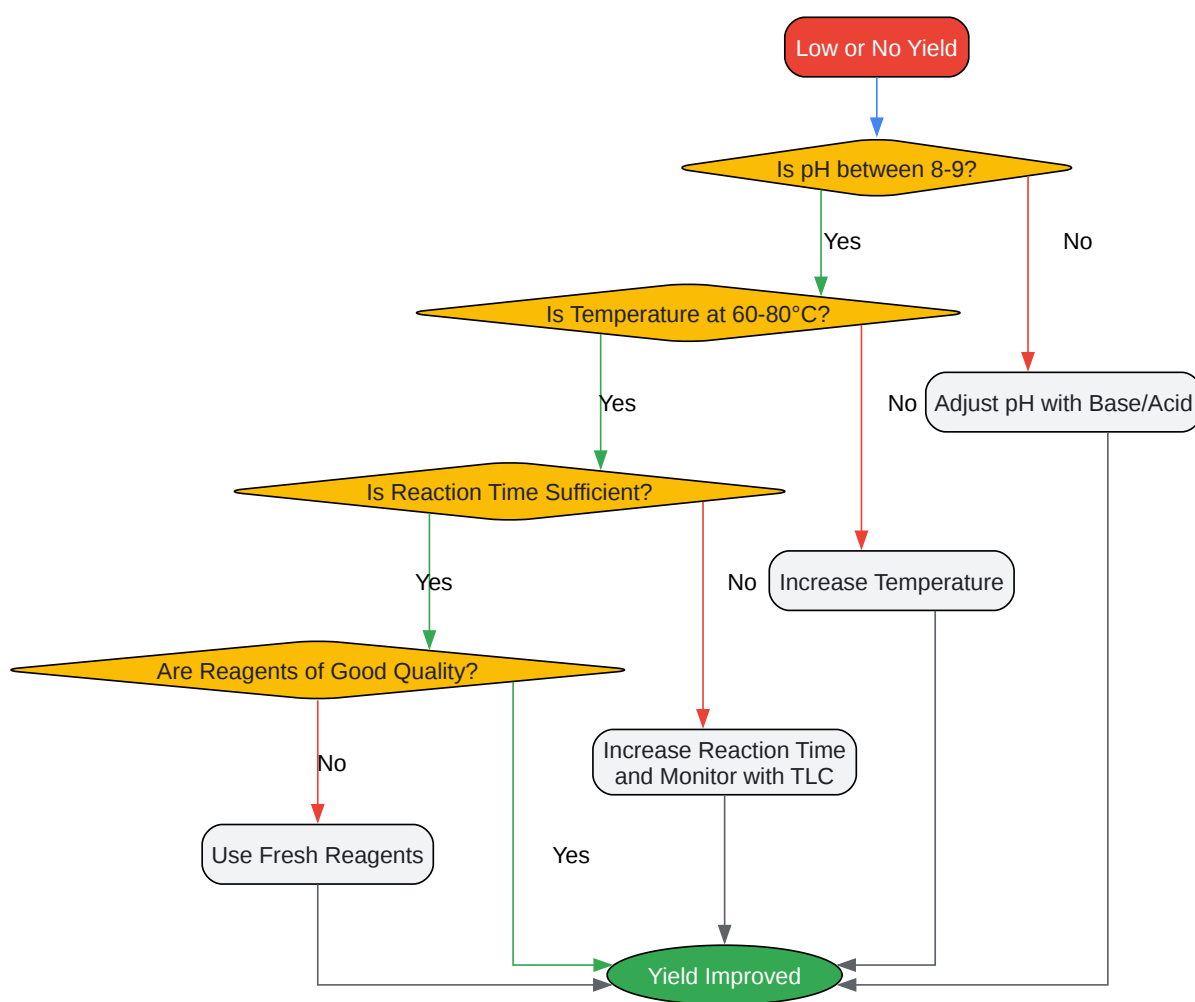 Low or No Yield
Is pH between 8-9?
Yes
No
Is Temperature at 60-80°C?
Yes
No
Adjust pH with Base/Acid
Is Reaction Time Sufficient?
Yes
No
Increase Temperature
Are Reagents of Good Quality?
No
Increase Reaction Time
and Monitor with TLC
Use Fresh Reagents
Yes
Yield Improved